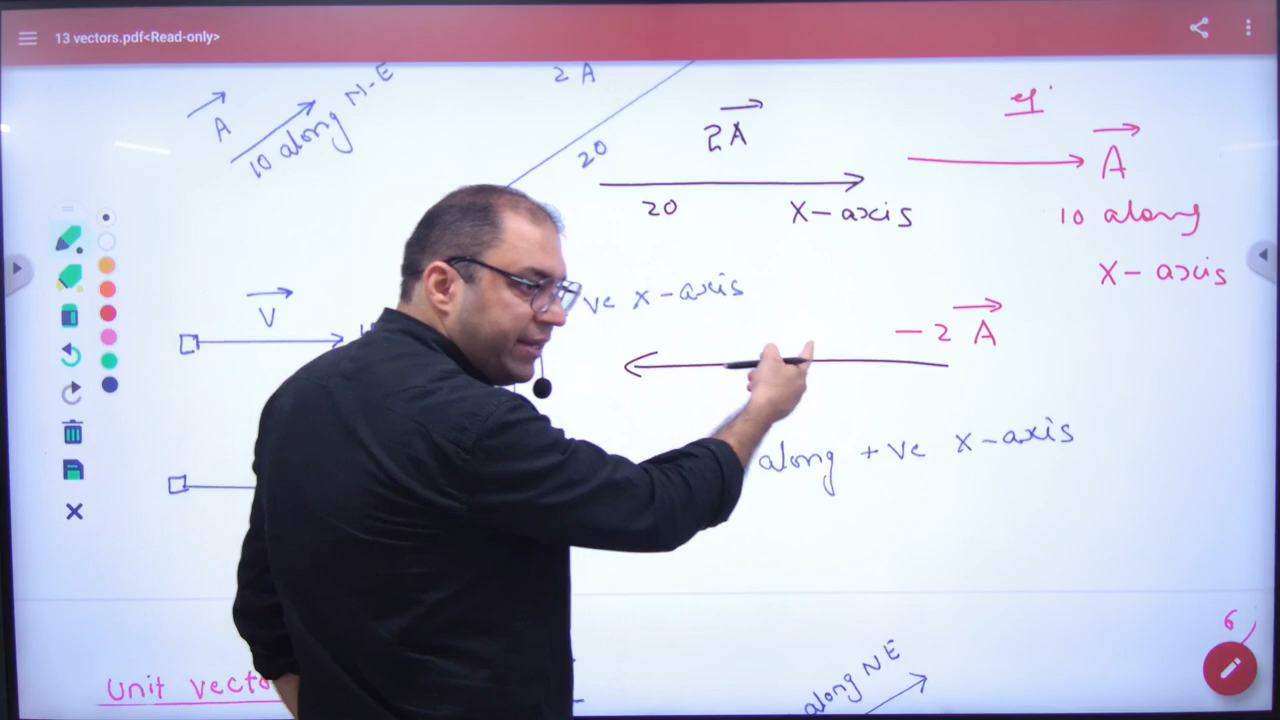 13 vectors.pdf<Read-only>
A
10 along N-E
2 A
20
2A
20
X-axis
eg.
A
10 along
X-axis
V
ve x-axis
-2 A
along +ve x-axis
Unit vecto
along NE
6